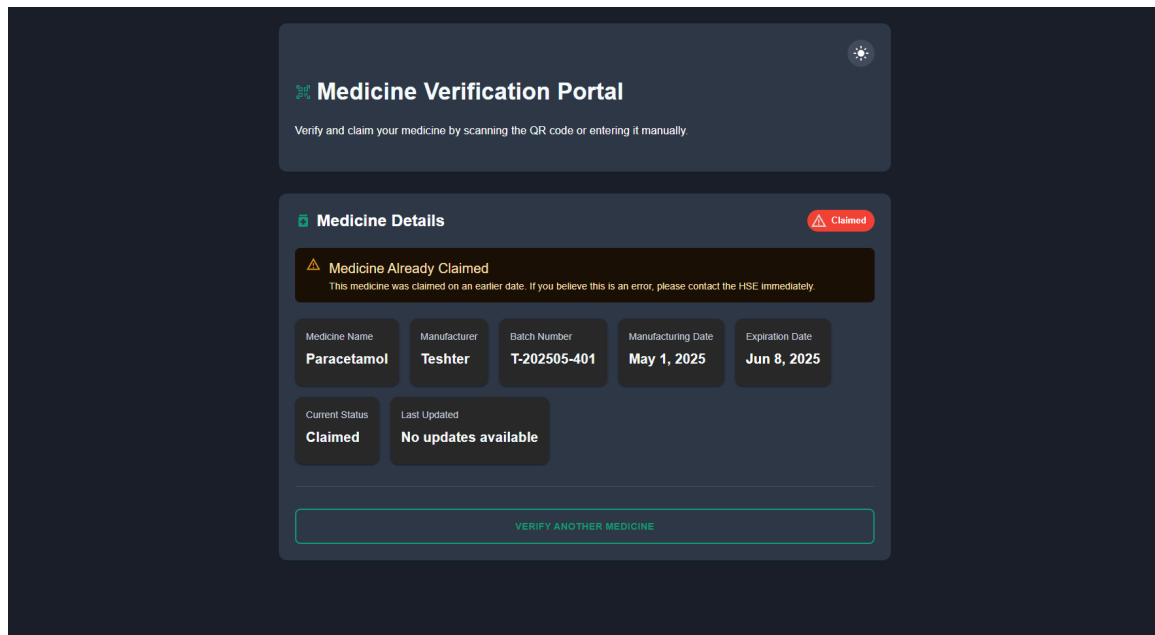 Medicine Verification Portal
Verify and claim your medicine by scanning the QR code or entering it manually.
Medicine Details
Claimed
Medicine Already Claimed
This medicine was claimed on an earlier date. If you believe this is an error, please contact the HSE immediately.
Medicine Name
Paracetamol
Manufacturer
Teshter
Batch Number
T-202505-401
Manufacturing Date
May 1, 2025
Expiration Date
Jun 8, 2025
Current Status
Claimed
Last Updated
No updates available
VERIFY ANOTHER MEDICINE